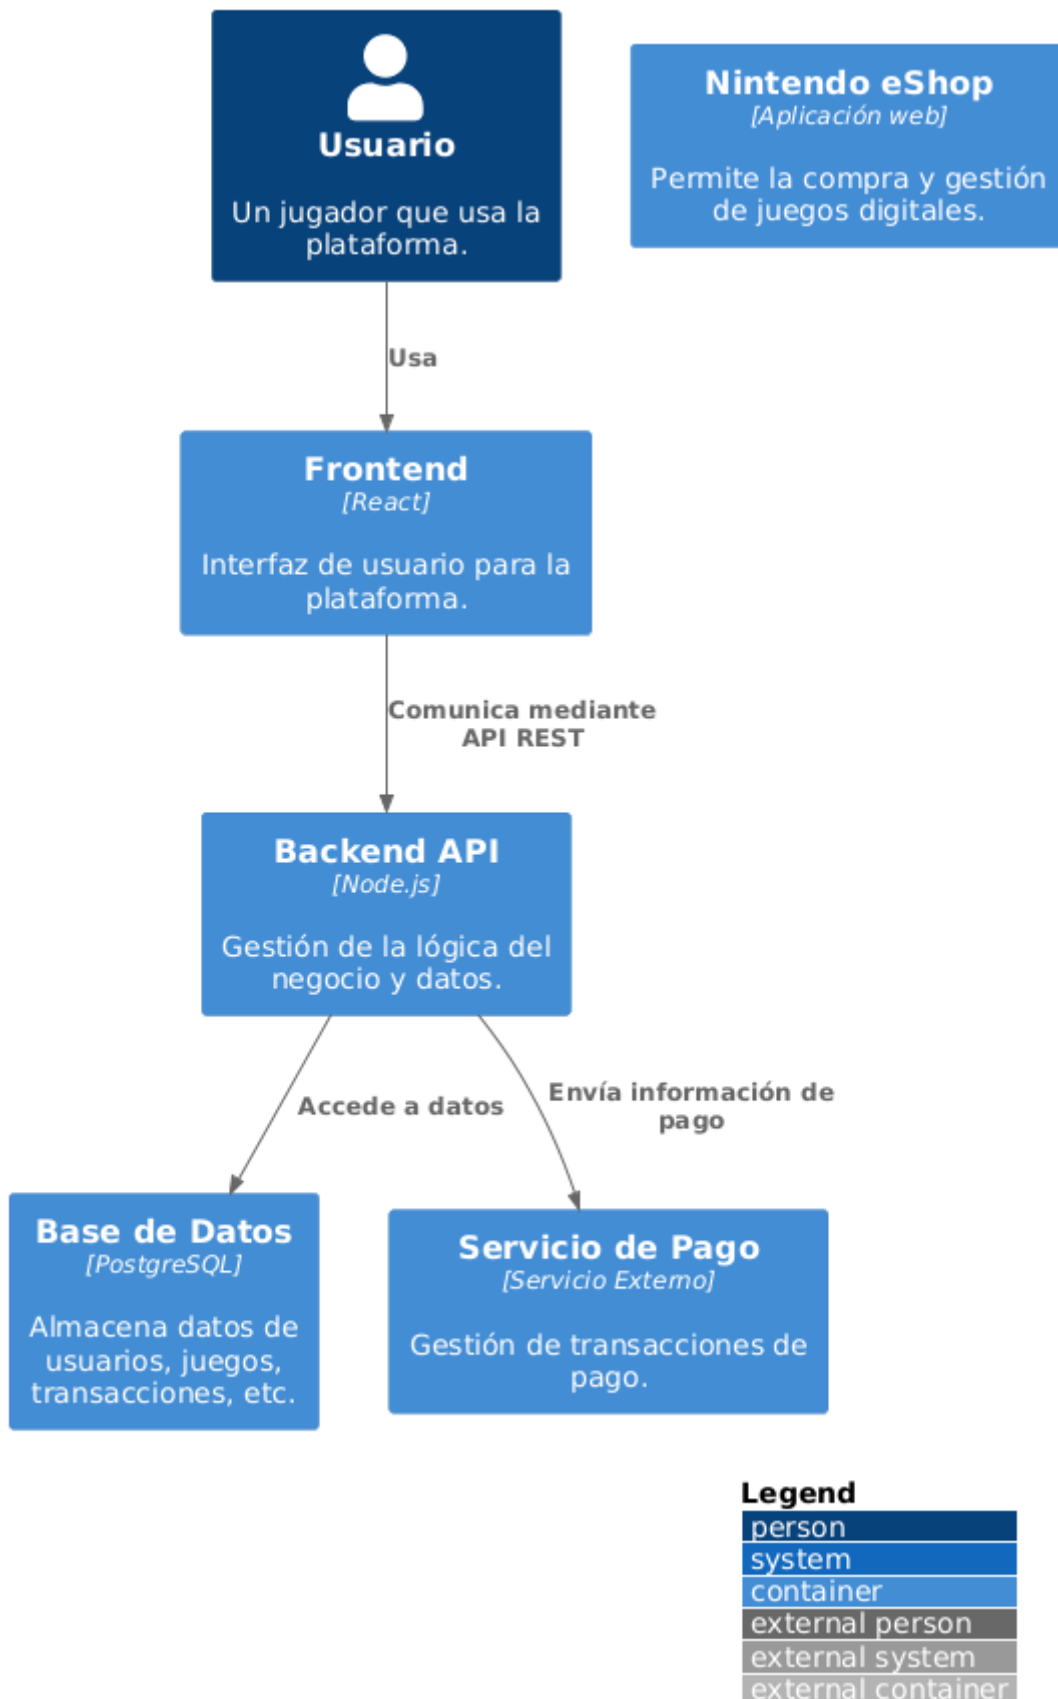 Usuario
Un jugador que usa la
plataforma.
Nintendo eShop
[Aplicación web]
Permite la compra y gestión
de juegos digitales.
Usa
Frontend
[React]
Interfaz de usuario para la
plataforma.
Comunica mediante
API REST
Backend API
[Node.js]
Gestión de la lógica del
negocio y datos.
Accede a datos
Envía información de
pago
Base de Datos
[PostgreSQL]
Almacena datos de
usuarios, juegos,
transacciones, etc.
Servicio de Pago
[Servicio Externo]
Gestión de transacciones de
pago.
Legend
person
system
container
external person
external system
external container